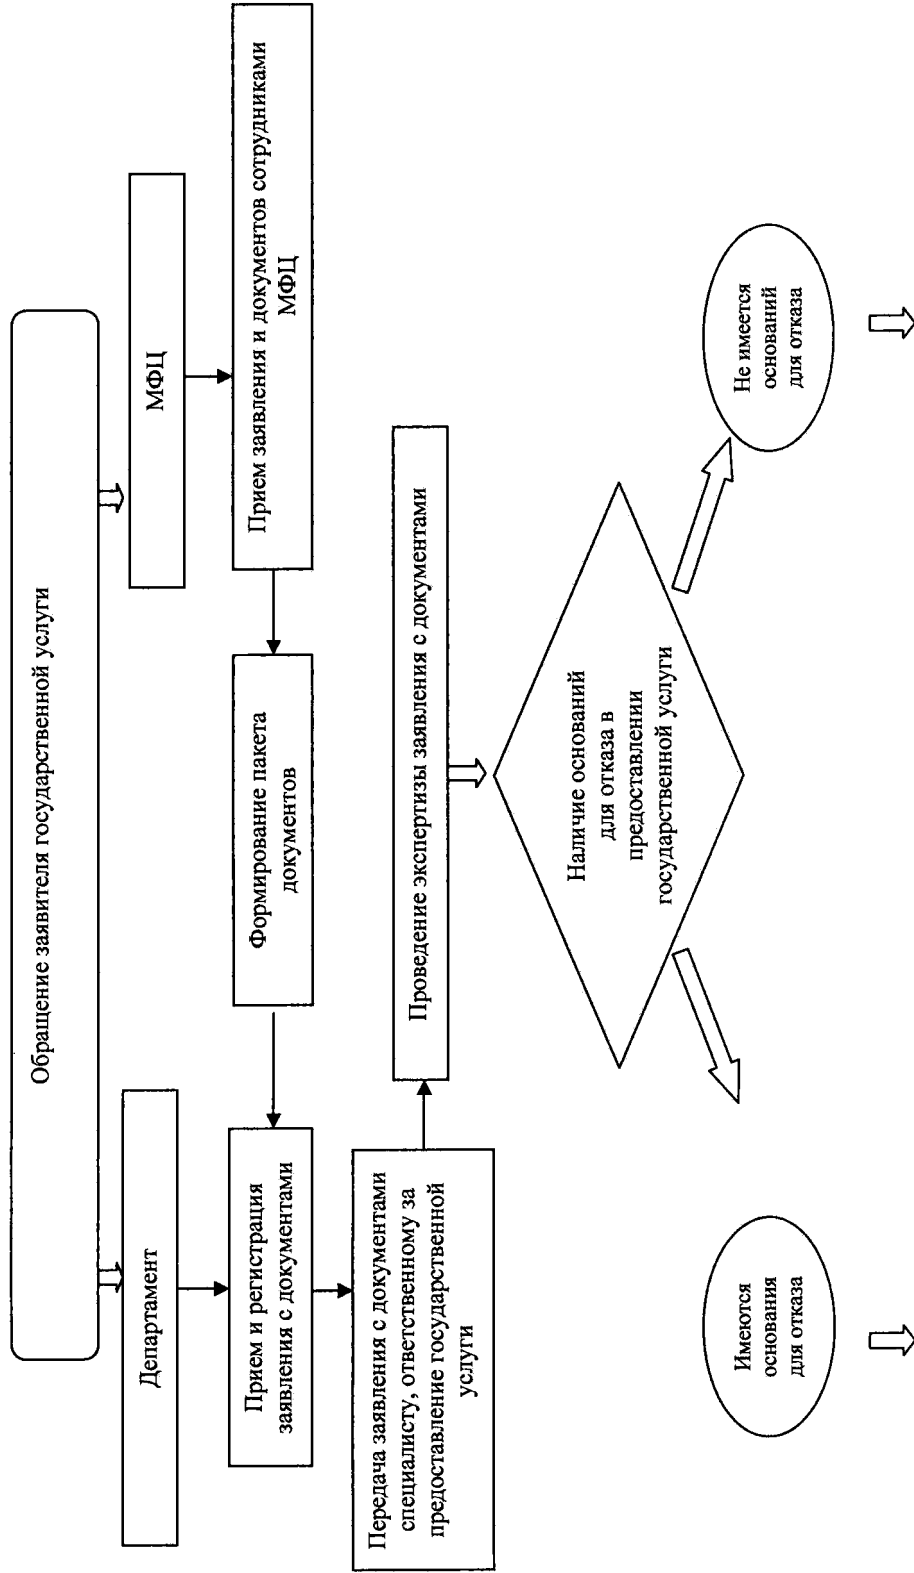 Обращение заявителя государственной услуги
Департамент
МФЦ
Прием и регистрация
заявления с документами
Формирование пакета
документов
Прием заявления и документов сотрудниками
МФЦ
Передача заявления с документами
специалисту, ответственному за
предоставление государственной
услуги
Проведение экспертизы заявления с документами
Наличие оснований
для отказа в
предоставлении
государственной услуги
Имеются
основания
для отказа
Не имеется
оснований
для отказа